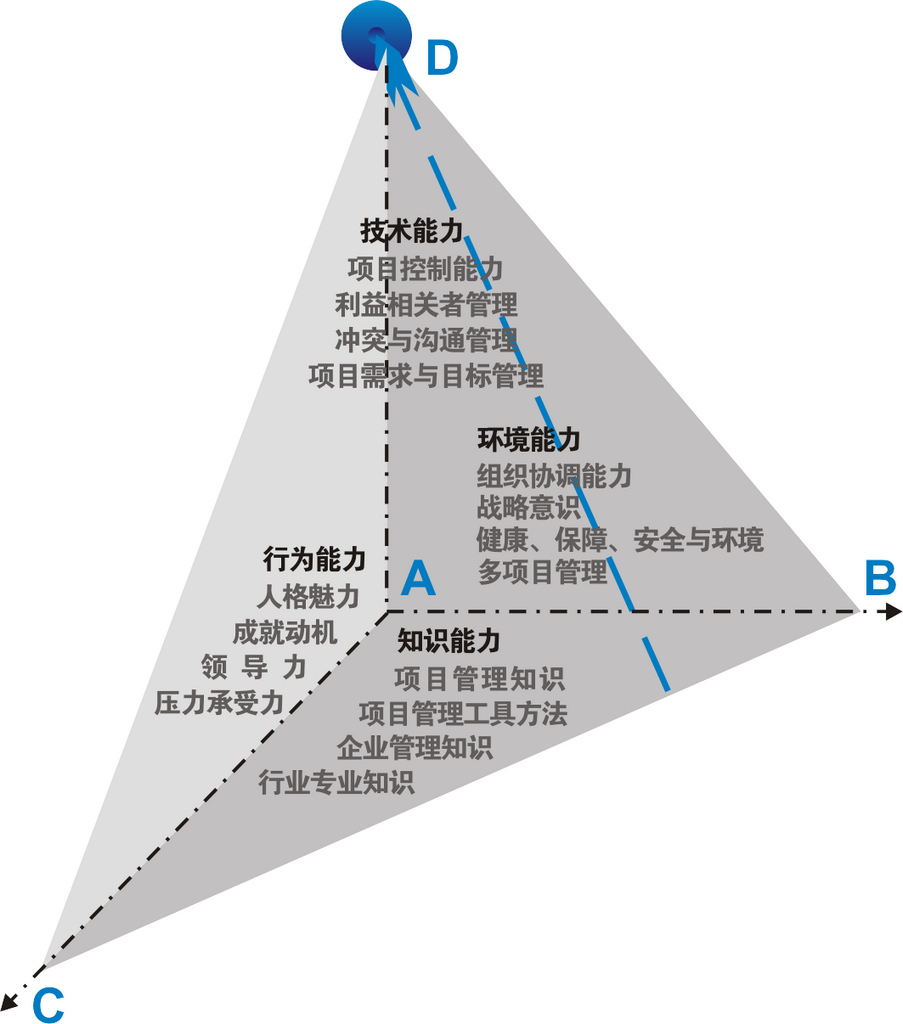 D
技术能力
项目控制能力
利益相关者管理
冲突与沟通管理
项目需求与目标管理
环境能力
组织协调能力
战略意识
健康、保障、安全与环境
多项目管理
行为能力
人格魅力
成就动机
领 导 力
压力承受力
A
B
知识能力
项目管理知识
项目管理工具方法
企业管理知识
行业专业知识
C